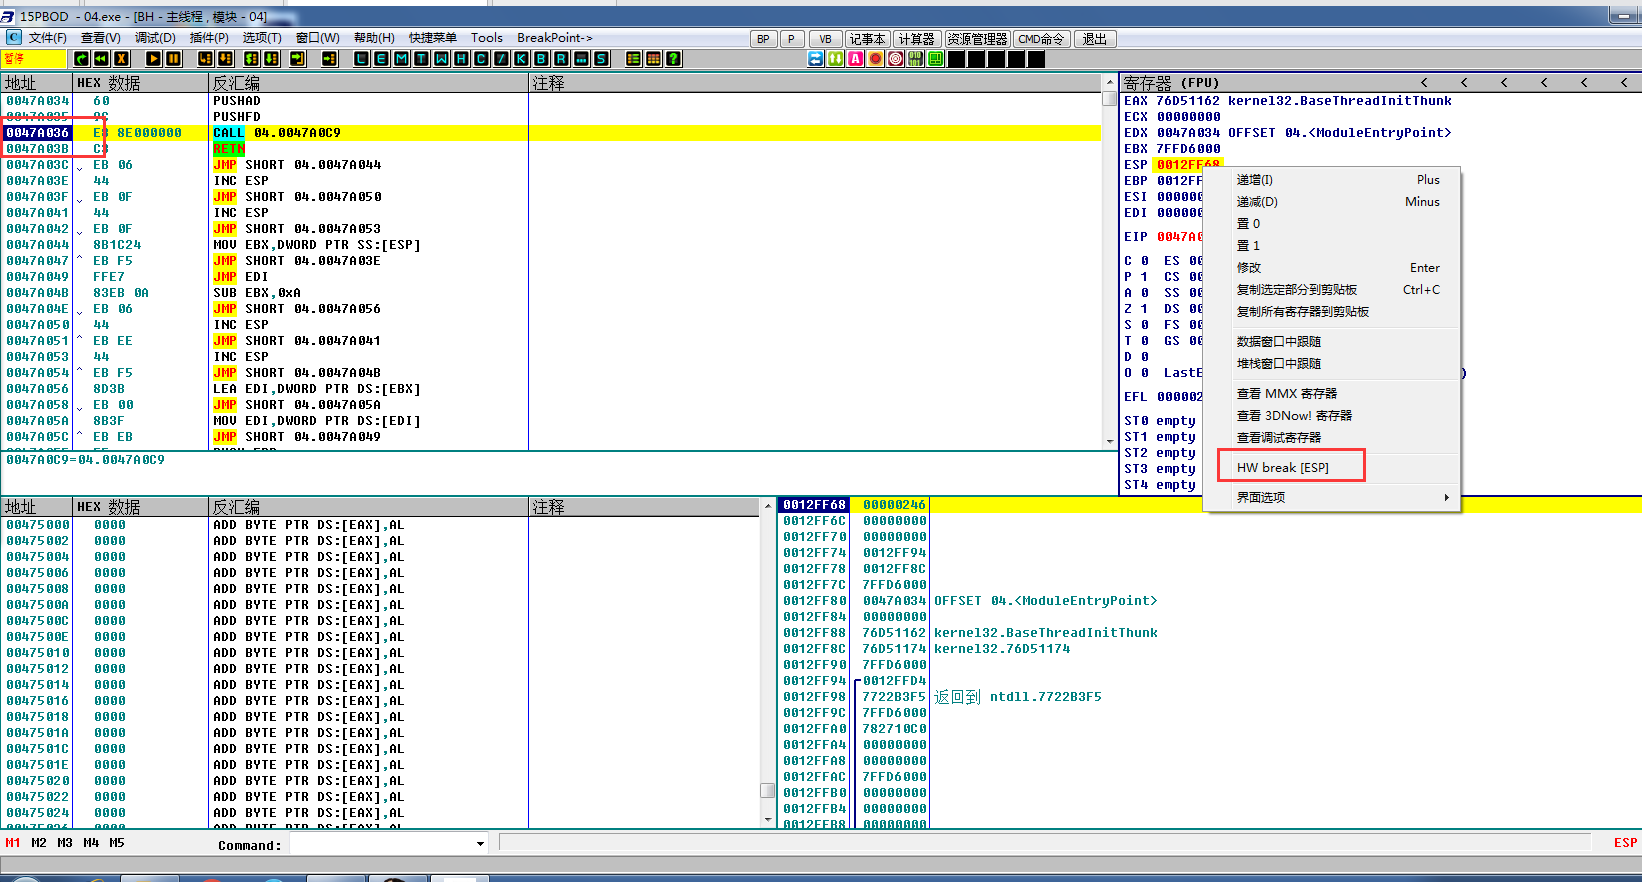 15PBOD - 04.exe - [BH - 主线程, 模块 - 04]
C 文件(F) 查看(V) 调试(D) 插件(P) 选项(T) 窗口(W) 帮助(H) 快捷菜单 Tools BreakPoint-> BP P VB 记事本 计算器 资源管理器 CMD命令 退出
暂停 L E M T W H C / K B R ... S ?
地址 HEX 数据 反汇编 注释
0047A034 60 PUSHAD
0047A035 9C PUSHFD
0047A036 E8 8E000000 CALL 04.0047A0C9
0047A03B C3 RETN
0047A03C EB 06 JMP SHORT 04.0047A044
0047A03E 44 INC ESP
0047A03F EB 0F JMP SHORT 04.0047A050
0047A041 44 INC ESP
0047A042 EB 0F JMP SHORT 04.0047A053
0047A044 8B1C24 MOV EBX,DWORD PTR SS:[ESP]
0047A047 EB F5 JMP SHORT 04.0047A03E
0047A049 FFE7 JMP EDI
0047A04B 83EB 0A SUB EBX,0xA
0047A04E EB 06 JMP SHORT 04.0047A056
0047A050 44 INC ESP
0047A051 EB EE JMP SHORT 04.0047A041
0047A053 44 INC ESP
0047A054 EB F5 JMP SHORT 04.0047A04B
0047A056 8D3B LEA EDI,DWORD PTR DS:[EBX]
0047A058 EB 00 JMP SHORT 04.0047A05A
0047A05A 8B3F MOV EDI,DWORD PTR DS:[EDI]
0047A05C EB EB JMP SHORT 04.0047A049
0047A0C9=04.0047A0C9
寄存器 (FPU) < < < < < <
EAX 76D51162 kernel32.BaseThreadInitThunk
ECX 00000000
EDX 0047A034 OFFSET 04.<ModuleEntryPoint>
EBX 7FFD6000
ESP 0012FF68
EBP 0012FF
ESI 00000
EDI 00000
EIP 0047A0
C 0 ES 00
P 1 CS 00
A 0 SS 00
Z 1 DS 00
S 0 FS 00
T 0 GS 00
D 0
O 0 LastE
EFL 000002
ST0 empty
ST1 empty
ST2 empty
ST3 empty
ST4 empty
递增(I) Plus
递减(D) Minus
置 0
置 1
修改 Enter
复制选定部分到剪贴板 Ctrl+C
复制所有寄存器到剪贴板
数据窗口中跟随
堆栈窗口中跟随
查看 MMX 寄存器
查看 3DNow! 寄存器
查看调试寄存器
HW break [ESP]
界面选项
地址 HEX 数据 反汇编 注释
00475000 0000 ADD BYTE PTR DS:[EAX],AL
00475002 0000 ADD BYTE PTR DS:[EAX],AL
00475004 0000 ADD BYTE PTR DS:[EAX],AL
00475006 0000 ADD BYTE PTR DS:[EAX],AL
00475008 0000 ADD BYTE PTR DS:[EAX],AL
0047500A 0000 ADD BYTE PTR DS:[EAX],AL
0047500C 0000 ADD BYTE PTR DS:[EAX],AL
0047500E 0000 ADD BYTE PTR DS:[EAX],AL
00475010 0000 ADD BYTE PTR DS:[EAX],AL
00475012 0000 ADD BYTE PTR DS:[EAX],AL
00475014 0000 ADD BYTE PTR DS:[EAX],AL
00475016 0000 ADD BYTE PTR DS:[EAX],AL
00475018 0000 ADD BYTE PTR DS:[EAX],AL
0047501A 0000 ADD BYTE PTR DS:[EAX],AL
0047501C 0000 ADD BYTE PTR DS:[EAX],AL
0047501E 0000 ADD BYTE PTR DS:[EAX],AL
00475020 0000 ADD BYTE PTR DS:[EAX],AL
00475022 0000 ADD BYTE PTR DS:[EAX],AL
00475024 0000 ADD BYTE PTR DS:[EAX],AL
00475026 0000 ADD BYTE PTR DS:[EAX],AL
0012FF68 00000246
0012FF6C 00000000
0012FF70 00000000
0012FF74 0012FF94
0012FF78 0012FF8C
0012FF7C 7FFD6000
0012FF80 0047A034 OFFSET 04.<ModuleEntryPoint>
0012FF84 00000000
0012FF88 76D51162 kernel32.BaseThreadInitThunk
0012FF8C 76D51174 kernel32.76D51174
0012FF90 7FFD6000
0012FF94 0012FFD4
0012FF98 7722B3F5 返回到 ntdll.7722B3F5
0012FF9C 7FFD6000
0012FFA0 782710C0
0012FFA4 00000000
0012FFA8 00000000
0012FFAC 7FFD6000
0012FFB0 00000000
0012FFB4 00000000
0012FFB8 00000000
M1 M2 M3 M4 M5 Command: ESP